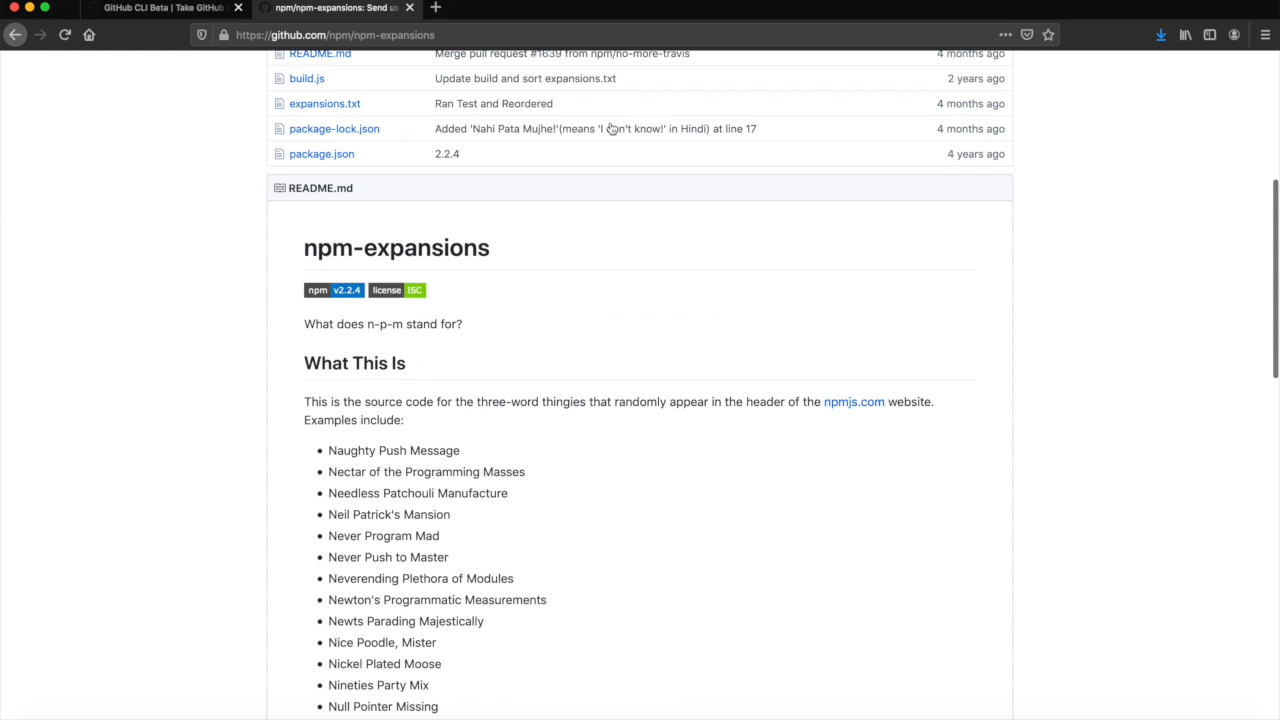 GitHub CLI Beta | Take GitHub
npm/npm-expansions: Send us
https://github.com/npm/npm-expansions
README.md Merge pull request #1639 from npm/no-more-travis 4 months ago
build.js Update build and sort expansions.txt 2 years ago
expansions.txt Ran Test and Reordered 4 months ago
package-lock.json Added 'Nahi Pata Mujhe!'(means 'I don't know!' in Hindi) at line 17 4 months ago
package.json 2.2.4 4 years ago
README.md
npm-expansions
npm v2.2.4 license ISC
What does n-p-m stand for?
What This Is
This is the source code for the three-word thingies that randomly appear in the header of the npmjs.com website.
Examples include:
• Naughty Push Message
• Nectar of the Programming Masses
• Needless Patchouli Manufacture
• Neil Patrick's Mansion
• Never Program Mad
• Never Push to Master
• Neverending Plethora of Modules
• Newton's Programmatic Measurements
• Newts Parading Majestically
• Nice Poodle, Mister
• Nickel Plated Moose
• Nineties Party Mix
• Null Pointer Missing